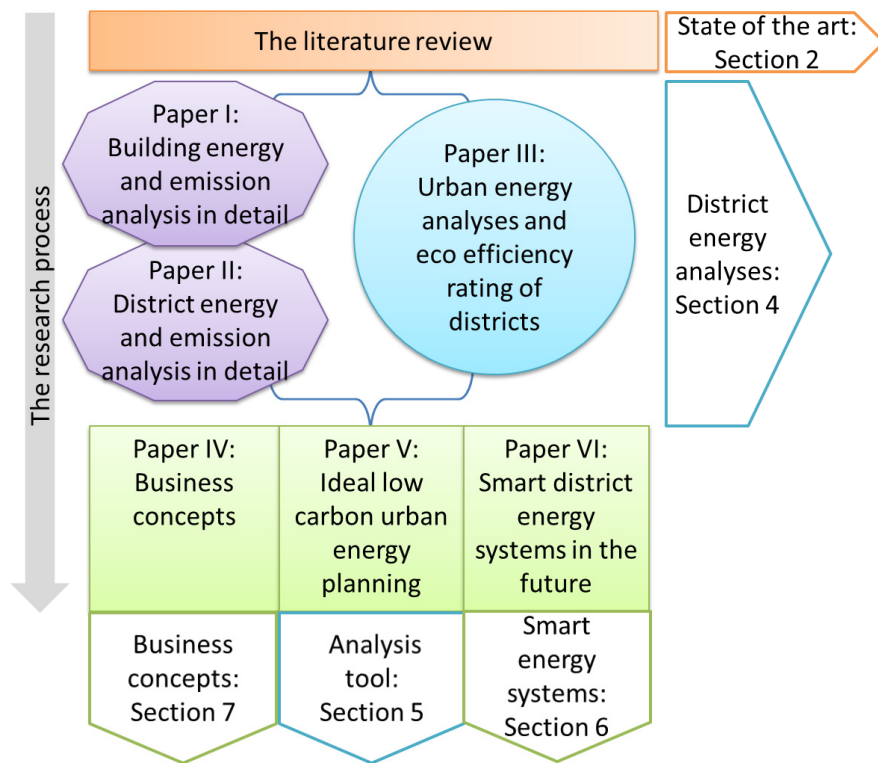 The literature review
State of the art:
Section 2
The research process
Paper I:
Building energy
and emission
analysis in detail
Paper II:
District energy
and emission
analysis in detail
Paper III:
Urban energy
analyses and
eco efficiency
rating of
districts
District
energy
analyses:
Section 4
Paper IV:
Business
concepts
Paper V:
Ideal low
carbon urban
energy
planning
Paper VI:
Smart district
energy
systems in the
future
Business
concepts:
Section 7
Analysis
tool:
Section 5
Smart
energy
systems:
Section 6